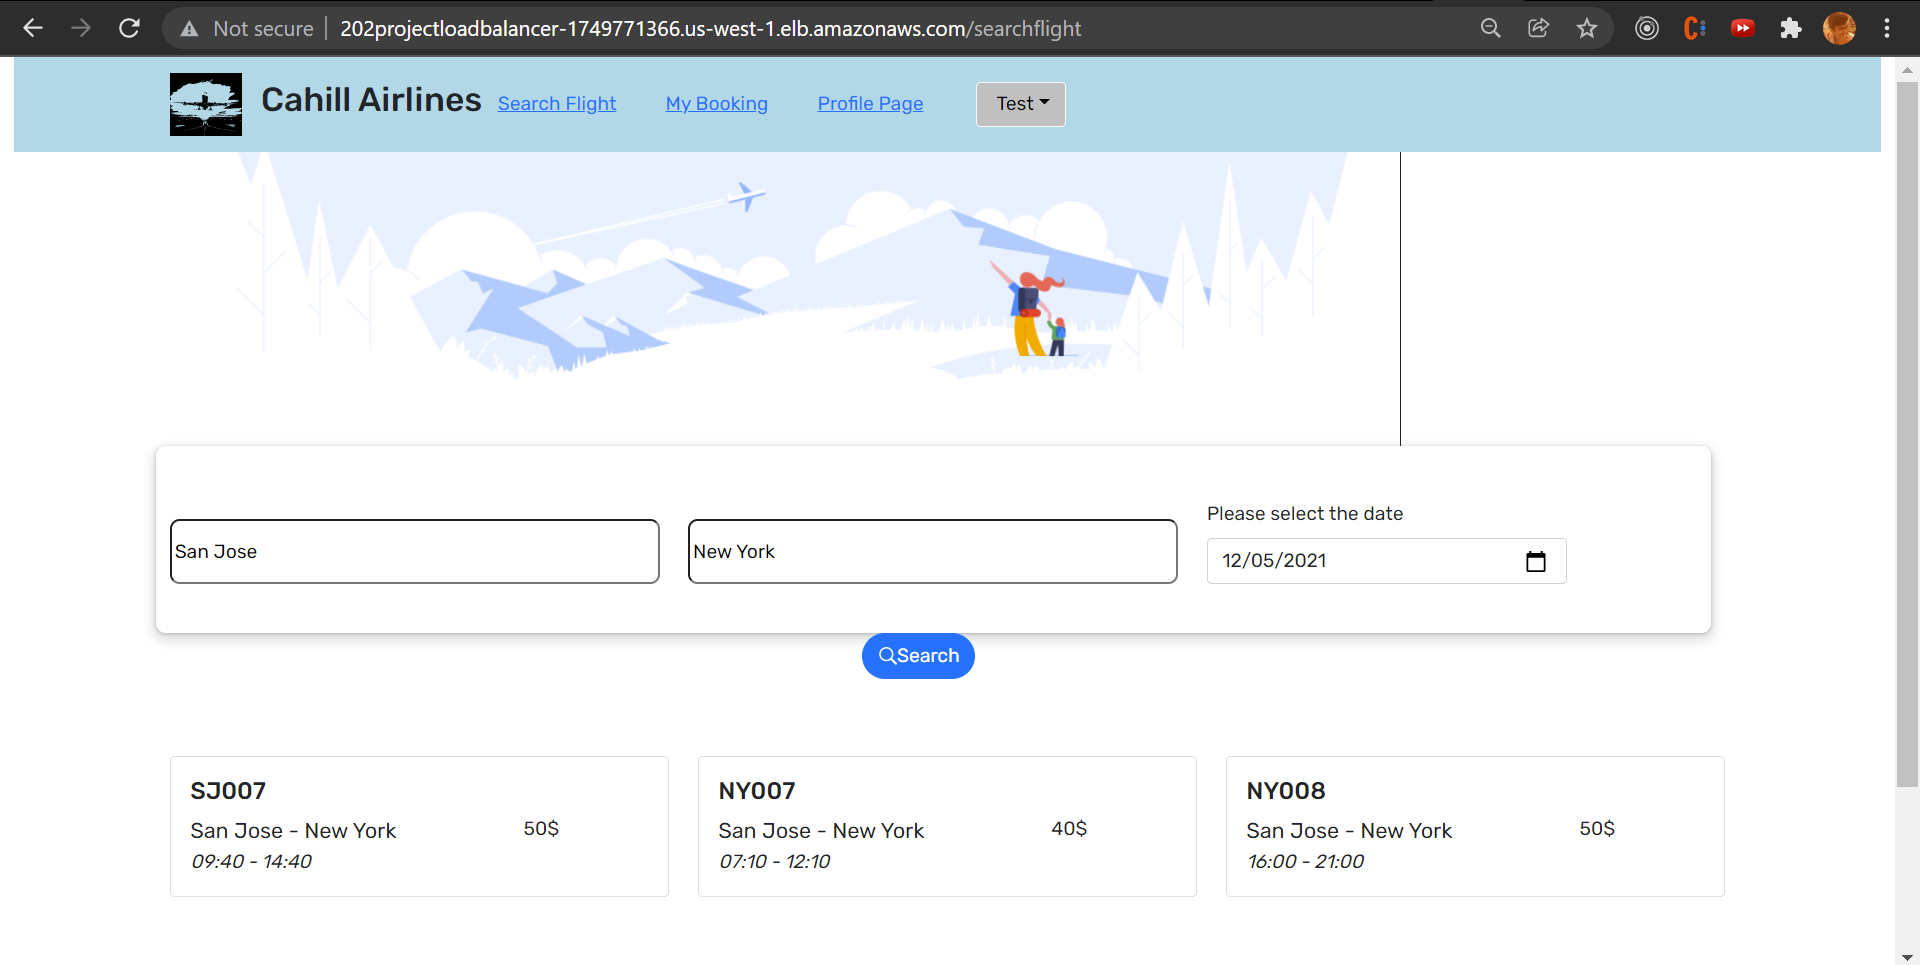 Not secure | 202projectloadbalancer-1749771366.us-west-1.elb.amazonaws.com/searchflight
Cahill Airlines Search Flight My Booking Profile Page Test
Please select the date
San Jose New York 12/05/2021
Search
SJ007 NY007 NY008
San Jose - New York 50$ San Jose - New York 40$ San Jose - New York 50$
09:40 - 14:40 07:10 - 12:10 16:00 - 21:00